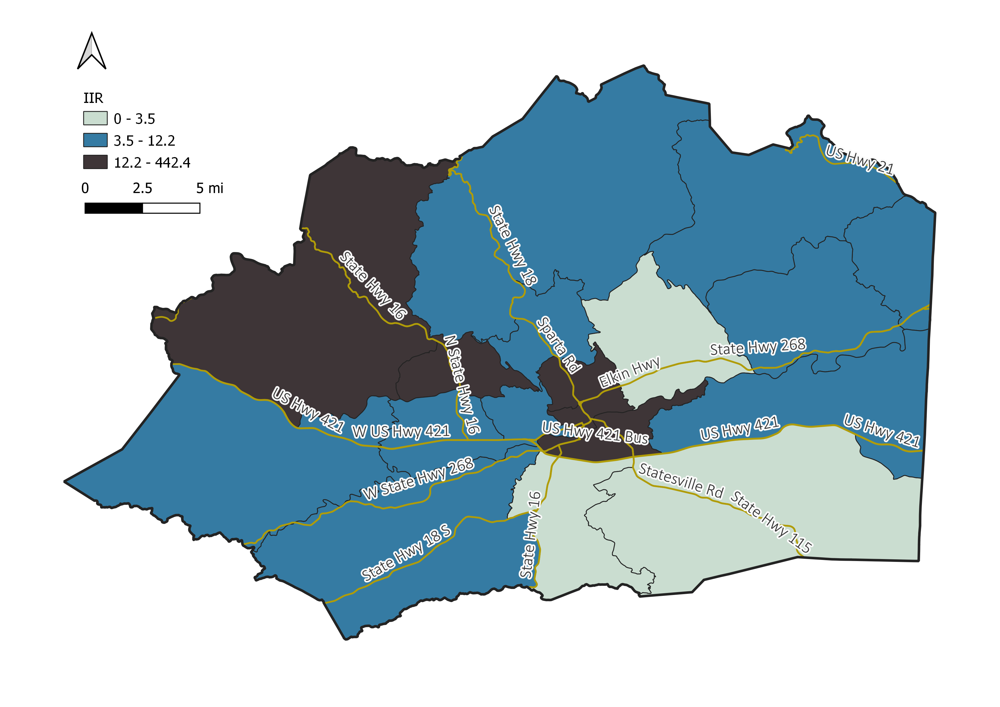 IIR
0 - 3.5
3.5 - 12.2
12.2 - 442.4
0 2.5 5 mi
US Hwy 21
State Hwy 18
State Hwy 16
Sparta Rd
N State Hwy 16
State Hwy 268
Elkin Hwy
US Hwy 421
W US Hwy 421
US Hwy 421 Bus
US Hwy 421
US Hwy 421
W State Hwy 268
Statesville Rd
State Hwy 115
State Hwy 16
State Hwy 18 S